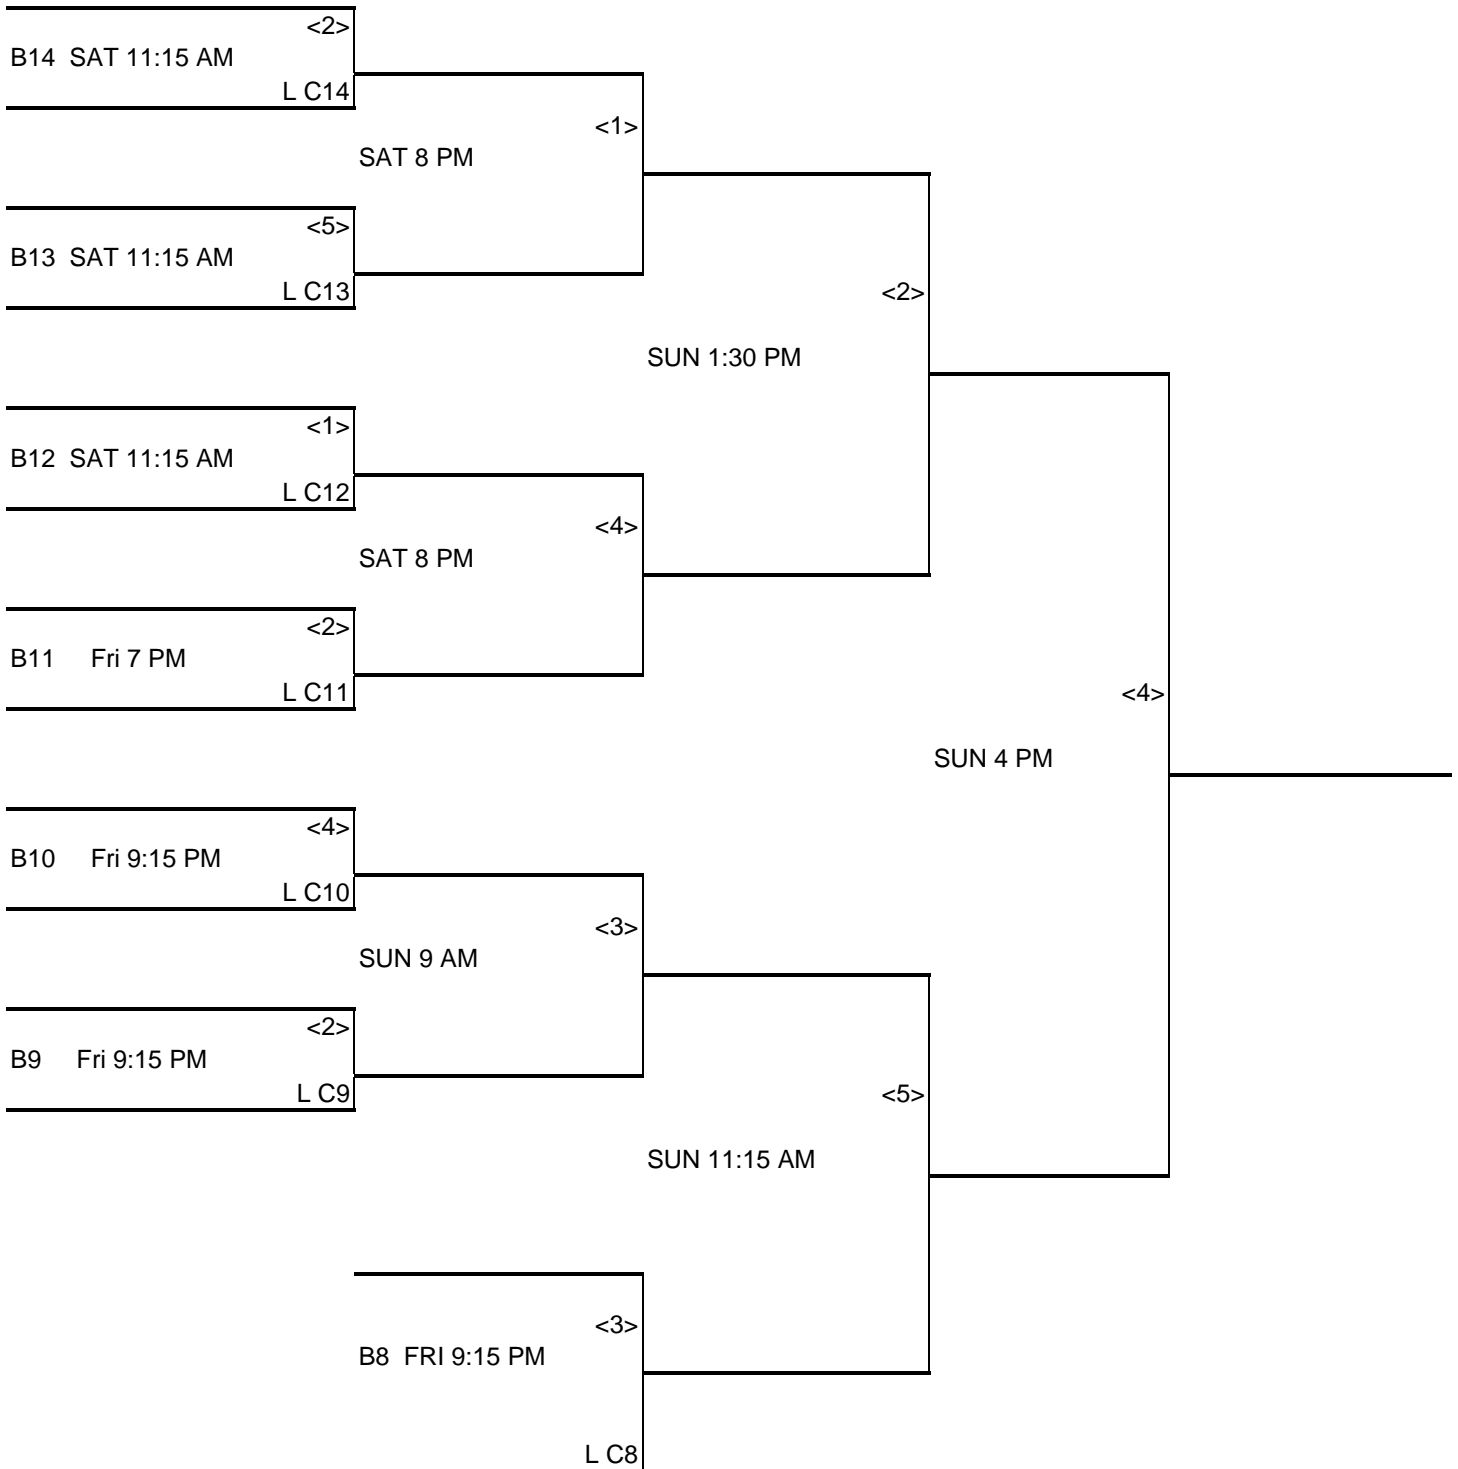 <2>
B14 SAT 11:15 AM
L C14
<1>
SAT 8 PM
<5>
B13 SAT 11:15 AM
L C13
<2>
SUN 1:30 PM
<1>
B12 SAT 11:15 AM
L C12
<4>
SAT 8 PM
<2>
B11 Fri 7 PM
L C11
<4>
SUN 4 PM
<4>
B10 Fri 9:15 PM
L C10
<3>
SUN 9 AM
<2>
B9 Fri 9:15 PM
L C9
<5>
SUN 11:15 AM
<3>
B8 FRI 9:15 PM
L C8